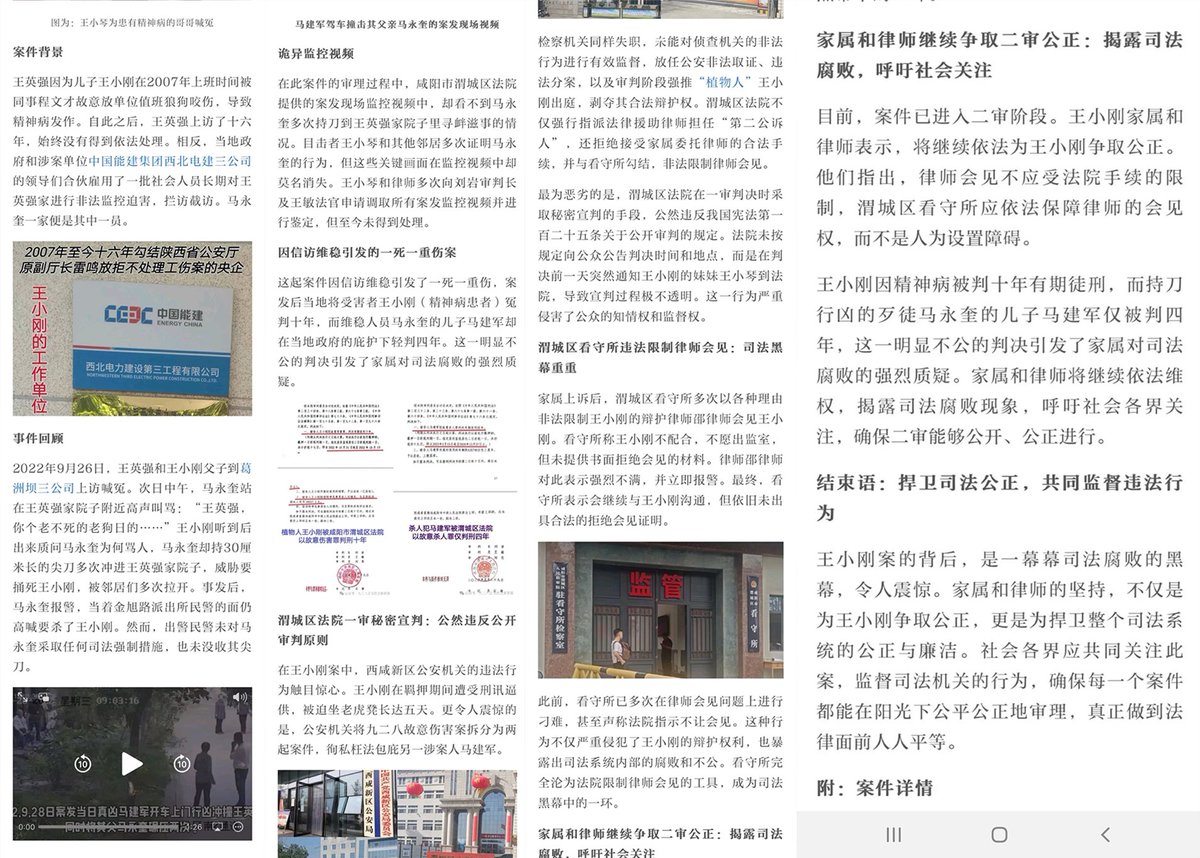 图为：王小琴为患有精神病的哥哥喊冤
案件背景
王英强因为儿子王小刚在2007年上班时间被
同事程文才故意放单位值班狼狗咬伤，导致
精神病发作。自此之后，王英强上访了十六
年，始终没有得到依法处理。相反，当地政
府和涉案单位中国能建集团西北电建三公司
的领导们合伙雇用了一批社会人员长期对王
英强家进行非法监控迫害，拦访截访。马永
奎一家便是其中一员。
2007年至今十六年勾结陕西省公安厅
原副厅长雷鸣放拒不处理工伤案的央企
王小刚的工作单位
CEEC 中国能建
ENERGY CHINA
西北电力建设第三工程有限公司
NORTHWEST THIRD ELECTRIC POWER CONSTRUCTION CO.,LTD.
事件回顾
2022年9月26日，王英强和王小刚父子到葛
洲坝三公司上访喊冤。次日中午，马永奎站
在王英强家院子附近高声叫骂：“王英强，
你个老不死的老狗日的……”王小刚听到后
出来质问马永奎为何骂人，马永奎却持30厘
米长的尖刀多次冲进王英强家院子，威胁要
捅死王小刚，被邻居们多次拉开。事发后，
马永奎报警，当着金旭路派出所民警的面仍
高喊要杀了王小刚。然而，出警民警未对马
永奎采取任何司法强制措施，也未没收其尖
刀。
星期三 09:03:16
10
10
2.9.28日案发当日真凶马建军开车上门行凶冲撞王英
同时将其父马永奎碾压两次
0:00
马建军驾车撞击其父亲马永奎的案发现场视频
诡异监控视频
在此案件的审理过程中，咸阳市渭城区法院
提供的案发现场监控视频中，却看不到马永
奎多次持刀到王英强家院子里寻衅滋事的情
况。目击者王小琴和其他邻居多次证明马永
奎的行为，但这些关键画面在监控视频中却
莫名消失。王小琴和律师多次向刘岩审判长
及王敏法官申请调取所有案发监控视频并进
行鉴定，但至今未得到处理。
因信访维稳引发的一死一重伤案
这起案件因信访维稳引发了一死一重伤，案
发后当地将受害者王小刚（精神病患者）冤
判十年，而维稳人员马永奎的儿子马建军却
在当地政府的庇护下轻判四年。这一明显不
公的判决引发了家属对司法腐败的强烈质
疑。
植物人王小刚被咸阳市渭城区法院
以故意伤害罪判刑十年
杀人犯马建军被渭城区法院
以故意杀人罪仅判刑四年
渭城区法院一审秘密宣判：公然违反公开
审判原则
在王小刚案中，西咸新区公安机关的违法行
为触目惊心。王小刚在羁押期间遭受刑讯逼
供，被迫坐老虎凳长达五天。更令人震惊的
是，公安机关将九二八故意伤害案拆分为两
起案件，徇私枉法包庇另一涉案人马建军。
西咸新区公安局
检察机关同样失职，未能对侦查机关的非法
行为进行有效监督，放任公安非法取证、违
法分案，以及审判阶段强推“植物人”王小
刚出庭，剥夺其合法辩护权。渭城区法院不
仅强行指派法律援助律师担任“第二公诉
人”，还拒绝接受家属委托律师的合法手
续，并与看守所勾结，非法限制律师会见。
最为恶劣的是，渭城区法院在一审判决时采
取秘密宣判的手段，公然违反我国宪法第一
百二十五条关于公开审判的规定。法院未按
规定向公众公告判决时间和地点，而是在判
决前一天突然通知王小刚的妹妹王小琴到法
院，导致宣判过程极不透明。这一行为严重
侵害了公众的知情权和监督权。
渭城区看守所违法限制律师会见：司法黑
幕重重
家属上诉后，渭城区看守所多次以各种理由
非法限制王小刚的辩护律师邵律师会见王小
刚。看守所称王小刚不配合，不愿出监室，
但未提供书面拒绝会见的材料。律师邵律师
对此表示强烈不满，并立即报警。最终，看
守所表示会继续与王小刚沟通，但依旧未出
具合法的拒绝会见证明。
监管
驻看守所检察室
看守所
此前，看守所已多次在律师会见问题上进行
刁难，甚至声称法院指示不让会见。这种行
为不仅严重侵犯了王小刚的辩护权利，也暴
露出司法系统内部的腐败和不公。看守所完
全沦为法院限制律师会见的工具，成为司法
黑幕中的一环。
家属和律师继续争取二审公正：揭露司法
腐败，呼吁社会关注
家属和律师继续争取二审公正：揭露司法
腐败，呼吁社会关注
目前，案件已进入二审阶段。王小刚家属和
律师表示，将继续依法为王小刚争取公正。
他们指出，律师会见不应受法院手续的限
制，渭城区看守所应依法保障律师的会见
权，而不是人为设置障碍。
王小刚因精神病被判十年有期徒刑，而持刀
行凶的歹徒马永奎的儿子马建军仅被判四
年，这一明显不公的判决引发了家属对司法
腐败的强烈质疑。家属和律师将继续依法维
权，揭露司法腐败现象，呼吁社会各界关
注，确保二审能够公开、公正进行。
结束语：捍卫司法公正，共同监督违法行
为
王小刚案的背后，是一幕幕司法腐败的黑
幕，令人震惊。家属和律师的坚持，不仅是
为王小刚争取公正，更是为捍卫整个司法系
统的公正与廉洁。社会各界应共同关注此
案，监督司法机关的行为，确保每一个案件
都能在阳光下公平公正地审理，真正做到法
律面前人人平等。
附：案件详情